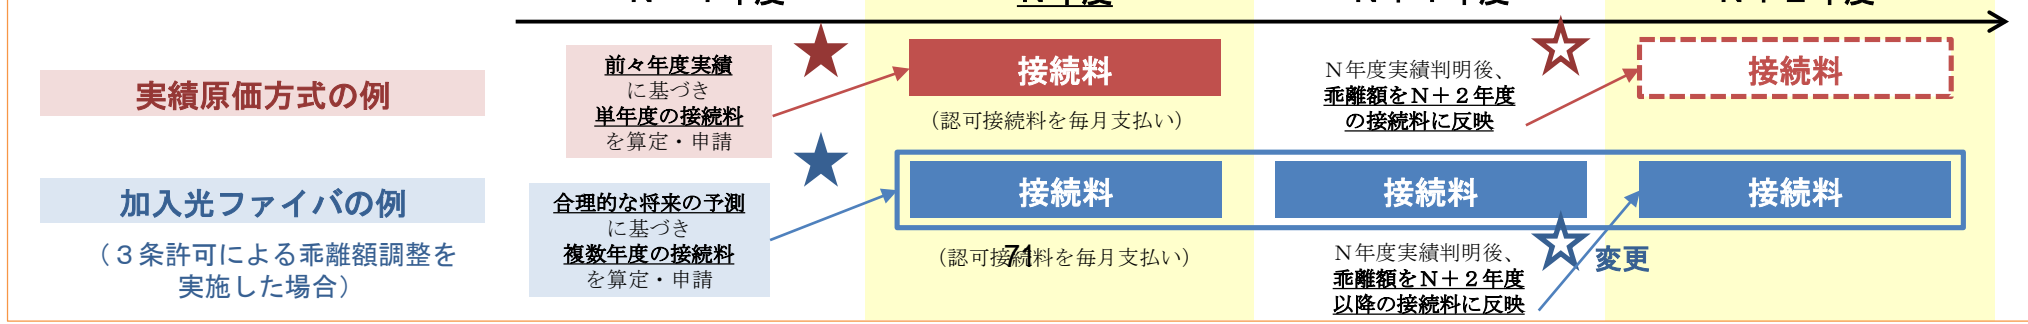 Ｎ年度
Ｎ＋１年度
Ｎ＋２年度
実績原価方式の例
前々年度実績
に基づき
単年度の接続料
を算定・申請
接続料
（認可接続料を毎月支払い）
Ｎ年度実績判明後、
乖離額をＮ＋２年度
の接続料に反映
接続料
加入光ファイバの例
（３条許可による乖離額調整を
実施した場合）
合理的な将来の予測
に基づき
複数年度の接続料
を算定・申請
接続料
接続料
接続料
（認可接続料を毎月支払い）
71
Ｎ年度実績判明後、
乖離額をＮ＋２年度
以降の接続料に反映
変更